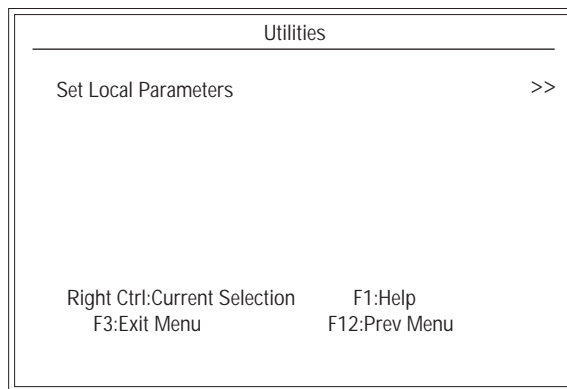 Utilities
Set Local Parameters >>
Right Ctrl:Current Selection F1:Help
F3:Exit Menu F12:Prev Menu